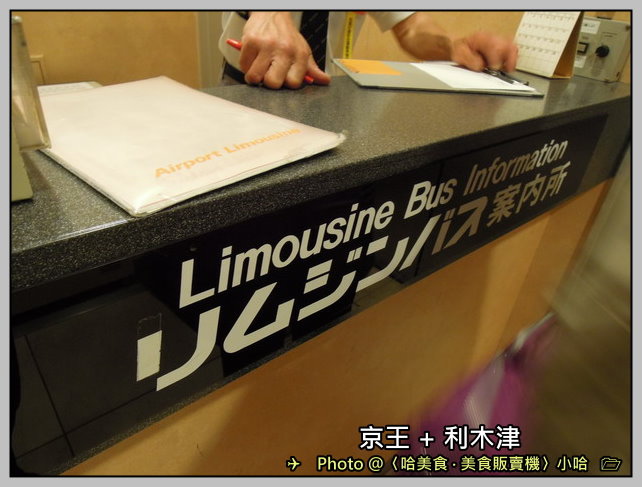 Airport Limousine
Limousine Bus Information
リムジンバス案内所
京王 + 利木津
✈ Photo @〈哈美食·美食販賣機〉小哈